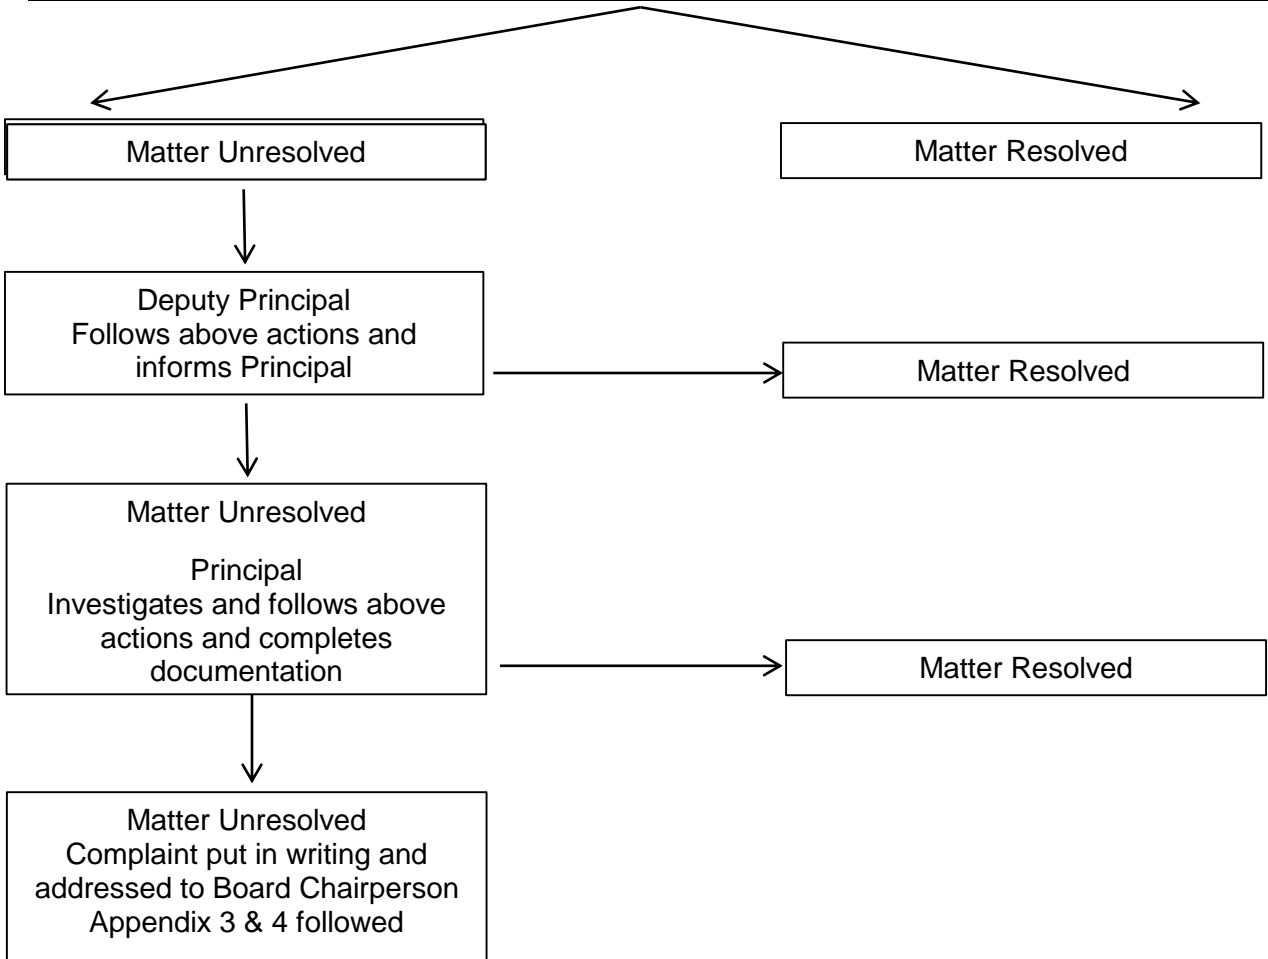 Matter Unresolved
Matter Resolved
Deputy Principal
Follows above actions and
informs Principal
Matter Resolved
Matter Unresolved
Principal
Investigates and follows above
actions and completes
documentation
Matter Resolved
Matter Unresolved
Complaint put in writing and
addressed to Board Chairperson
Appendix 3 & 4 followed